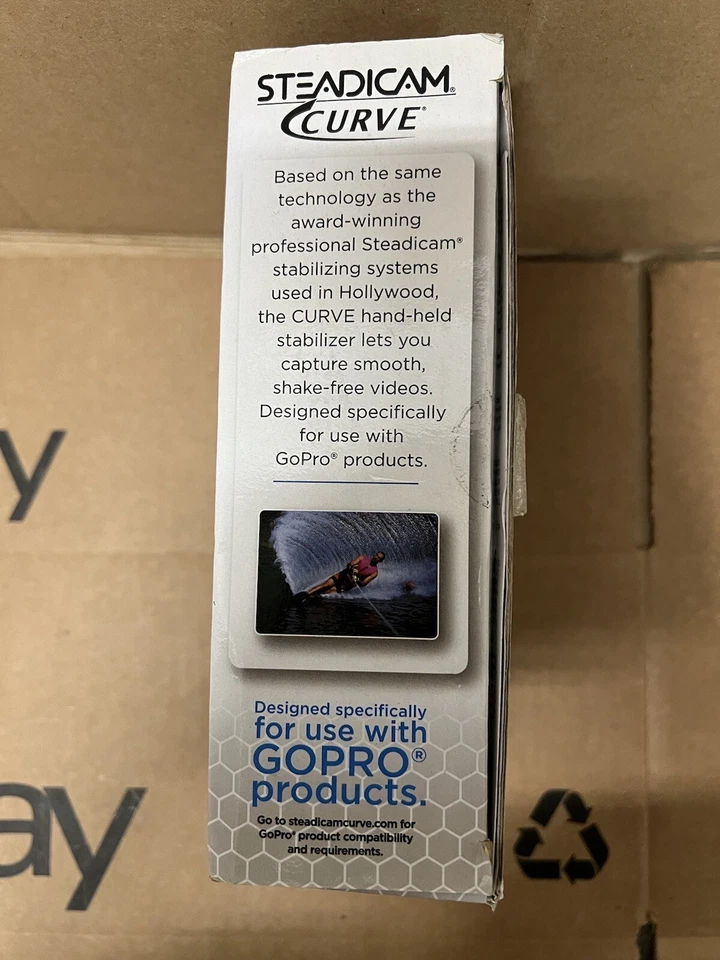 STEADICAM®
CURVE®
Based on the same
technology as the
award-winning
professional Steadicam®
stabilizing systems
used in Hollywood,
the CURVE hand-held
stabilizer lets you
capture smooth,
shake-free videos.
Designed specifically
for use with
GoPro® products.
Designed specifically
for use with
GOPRO®
products.
Go to steadicamcurve.com for
GoPro® product compatibility
and requirements.
y
ay